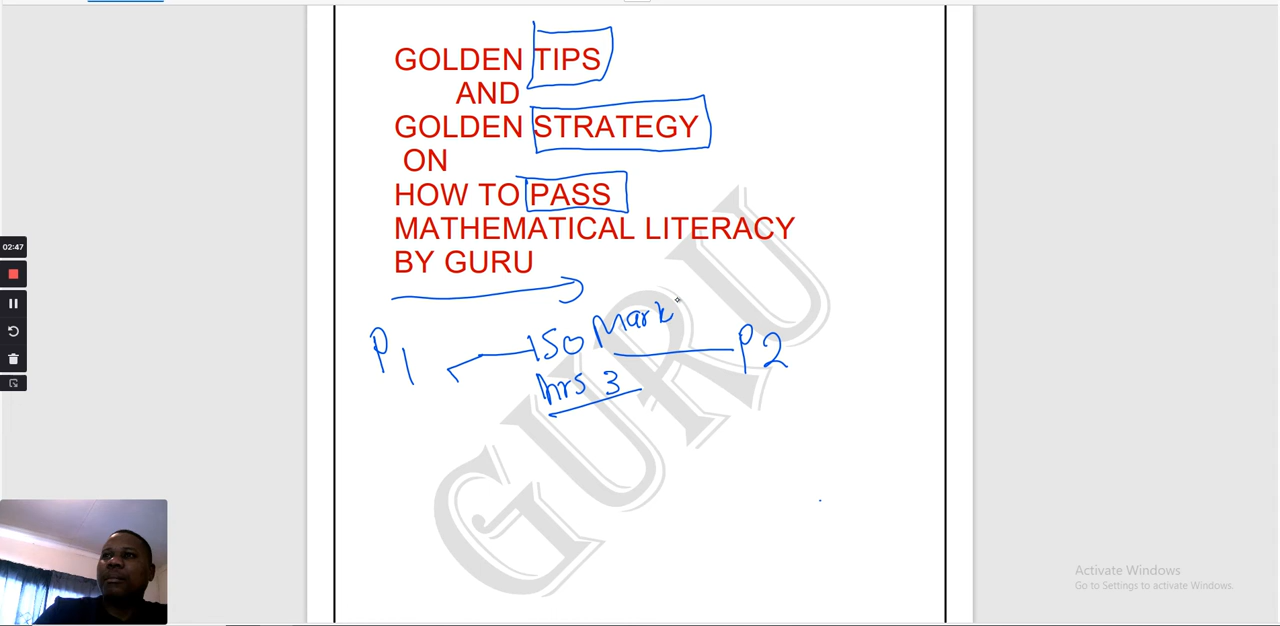 GOLDEN TIPS
AND
GOLDEN STRATEGY
ON
HOW TO PASS
MATHEMATICAL LITERACY
BY GURU
02:47
P1 150 Mark P2
hrs 3
GURU
Activate Windows
Go to Settings to activate Windows.